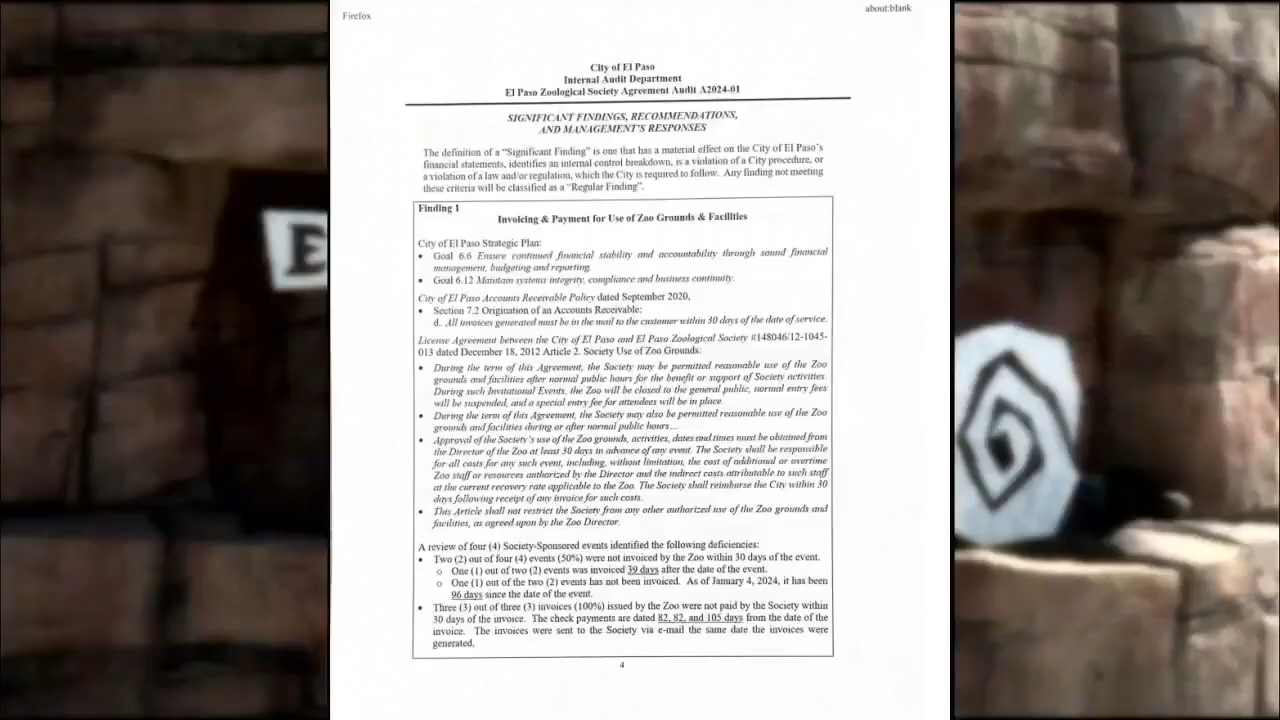 Firefox
about:blank
City of El Paso
Internal Audit Department
El Paso Zoological Society Agreement Audit A2024-01
SIGNIFICANT FINDINGS, RECOMMENDATIONS,
AND MANAGEMENT'S RESPONSES
The definition of a "Significant Finding" is one that has a material effect on the City of El Paso's
financial statements, identifies an internal control breakdown, is a violation of a City procedure, or
a violation of a law and/or regulation, which the City is required to follow. Any finding not meeting
these criteria will be classified as a "Regular Finding".
Finding 1
Invoicing & Payment for Use of Zoo Grounds & Facilities
City of El Paso Strategic Plan:
• Goal 6.6 Ensure continued financial stability and accountability through sound financial
management, budgeting and reporting.
• Goal 6.12 Maintain systems integrity, compliance and business continuity.
City of El Paso Accounts Receivable Policy dated September 2020,
• Section 7.2 Origination of an Accounts Receivable:
d. All invoices generated must be in the mail to the customer within 30 days of the date of service.
License Agreement between the City of El Paso and El Paso Zoological Society #148046/12-1045-
013 dated December 18, 2012 Article 2. Society Use of Zoo Grounds:
• During the term of this Agreement, the Society may be permitted reasonable use of the Zoo
grounds and facilities after normal public hours for the benefit or support of Society activities.
During such Invitational Events, the Zoo will be closed to the general public, normal entry fees
will be suspended, and a special entry fee for attendees will be in place.
• During the term of this Agreement, the Society may also be permitted reasonable use of the Zoo
grounds and facilities during or after normal public hours…
• Approval of the Society's use of the Zoo grounds, activities, dates and times must be obtained from
the Director of the Zoo at least 30 days in advance of any event. The Society shall be responsible
for all costs for any such event, including, without limitation, the cost of additional or overtime
Zoo staff or resources authorized by the Director and the indirect costs attributable to such staff
at the current recovery rate applicable to the Zoo. The Society shall reimburse the City within 30
days following receipt of any invoice for such costs.
• This Article shall not restrict the Society from any other authorized use of the Zoo grounds and
facilities, as agreed upon by the Zoo Director.
A review of four (4) Society-Sponsored events identified the following deficiencies:
• Two (2) out of four (4) events (50%) were not invoiced by the Zoo within 30 days of the event.
o One (1) out of two (2) events was invoiced 39 days after the date of the event.
o One (1) out of the two (2) events has not been invoiced. As of January 4, 2024, it has been
96 days since the date of the event.
• Three (3) out of three (3) invoices (100%) issued by the Zoo were not paid by the Society within
30 days of the invoice. The check payments are dated 82, 82, and 105 days from the date of the
invoice. The invoices were sent to the Society via e-mail the same date the invoices were
generated.
4